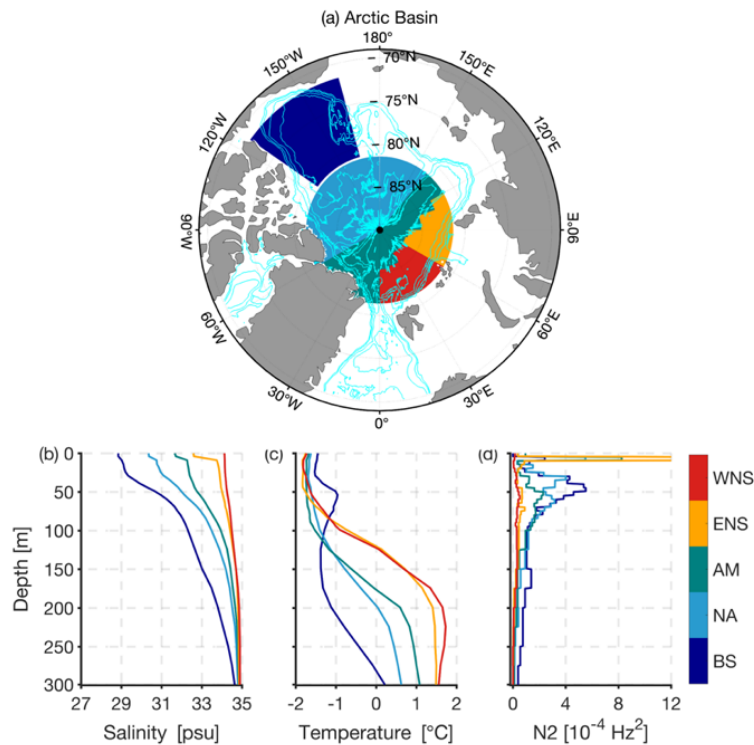 (a) Arctic Basin
180°
150°W
70°N
150°E
75°N
120°W
120°E
80°N
85°N
90°W
90°E
60°W
60°E
30°W
30°E
0°
(b)
(c)
(d)
0
50
100
150
200
250
300
Depth [m]
27
29
31
33
35
Salinity [psu]
-2
-1
0
1
2
Temperature [°C]
0
4
8
12
N2 [10⁻⁴ Hz²]
WNS
ENS
AM
NA
BS